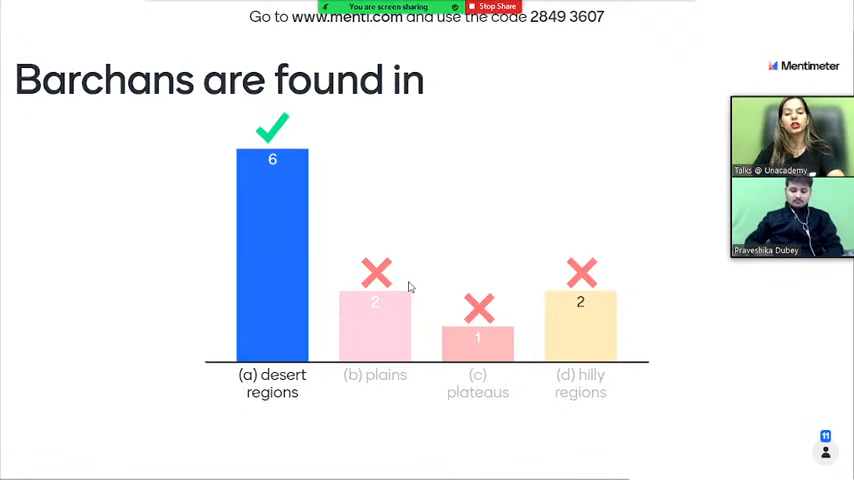 You are screen sharing
Stop Share
Go to www.menti.com and use the code 2849 3607
Mentimeter
Barchans are found in
6
2
1
2
(a) desert regions
(b) plains
(c) plateaus
(d) hilly regions
Talks @ Unacademy
Praveshika Dubey
11